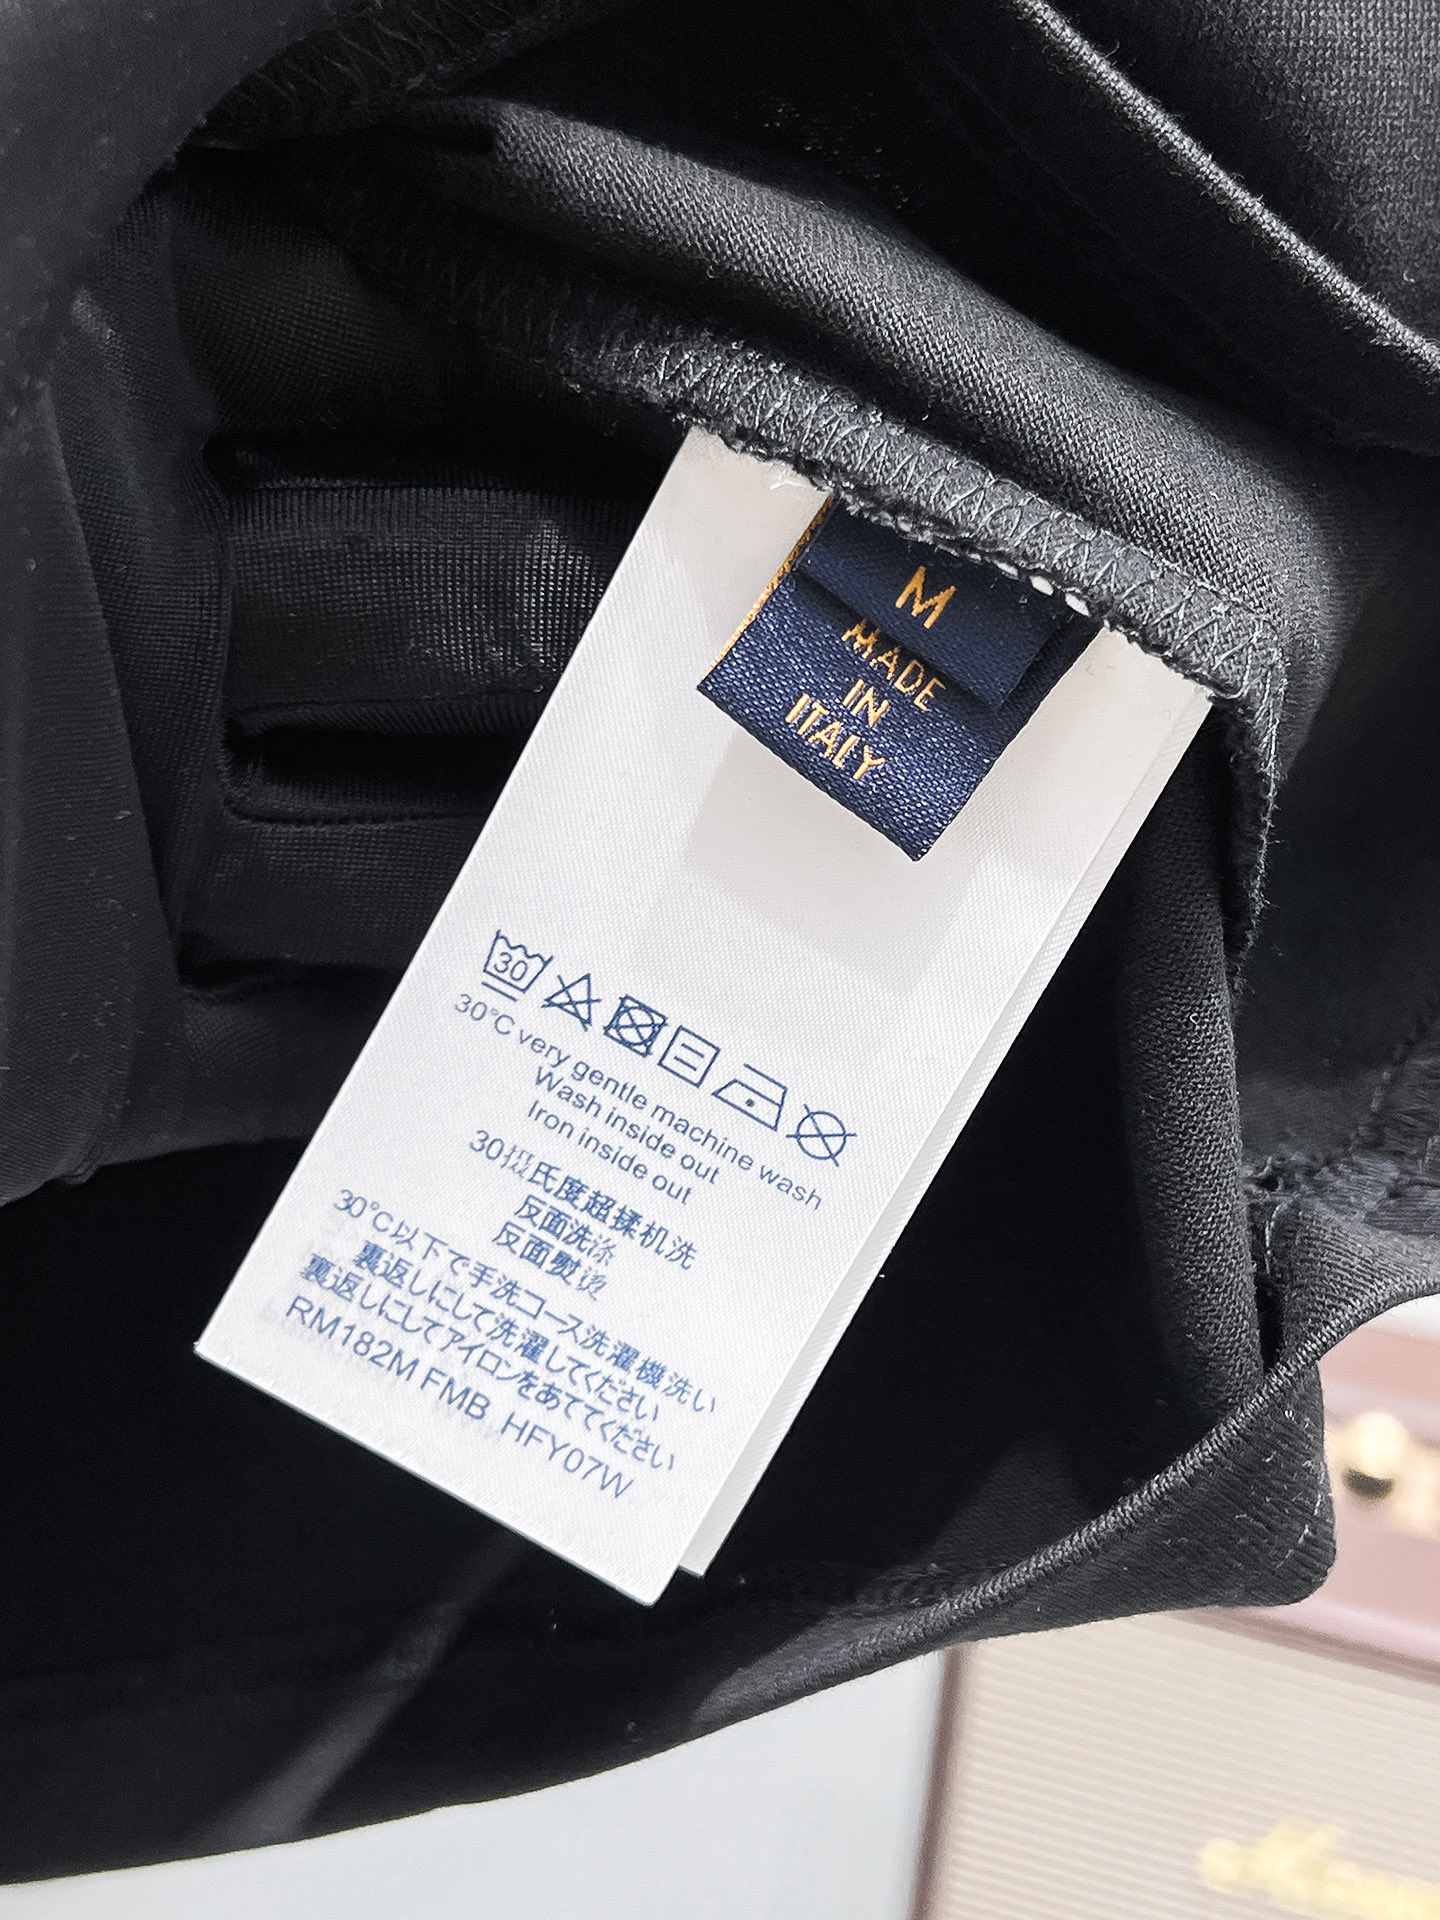 M
MADE
IN
ITALY
30
30°C very gentle machine wash
Wash inside out
Iron inside out
30摄氏度超揉机洗
反面洗涤
反面熨烫
30°C以下で手洗コース洗濯機洗い
裏返しにして洗濯してください
裏返しにしてアイロンをあててください
RM182M FMB HFY07W